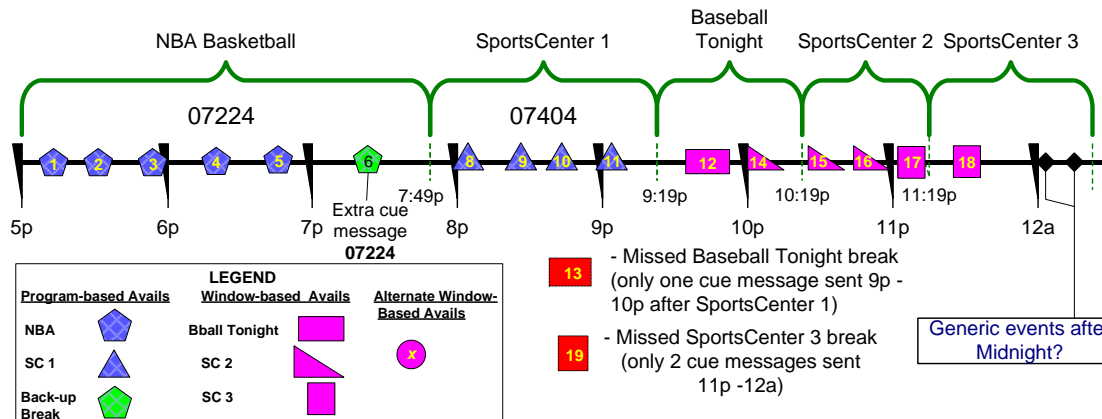 NBA Basketball
SportsCenter 1
Baseball
Tonight
SportsCenter 2
SportsCenter 3
07224
07404
1
2
3
4
5
6
8
9
10
11
12
14
15
16
17
18
7:49p
9:19p
10:19p
11:19p
5p
6p
7p
8p
9p
10p
11p
12a
Extra cue
message
07224
13
- Missed Baseball Tonight break
(only one cue message sent 9p -
10p after SportsCenter 1)
19
- Missed SportsCenter 3 break
(only 2 cue messages sent
11p -12a)
Generic events after
Midnight?
LEGEND
Program-based Avails
Window-based Avails
Alternate Window-
Based Avails
NBA
Bball Tonight
x
SC 1
SC 2
Back-up
Break
SC 3